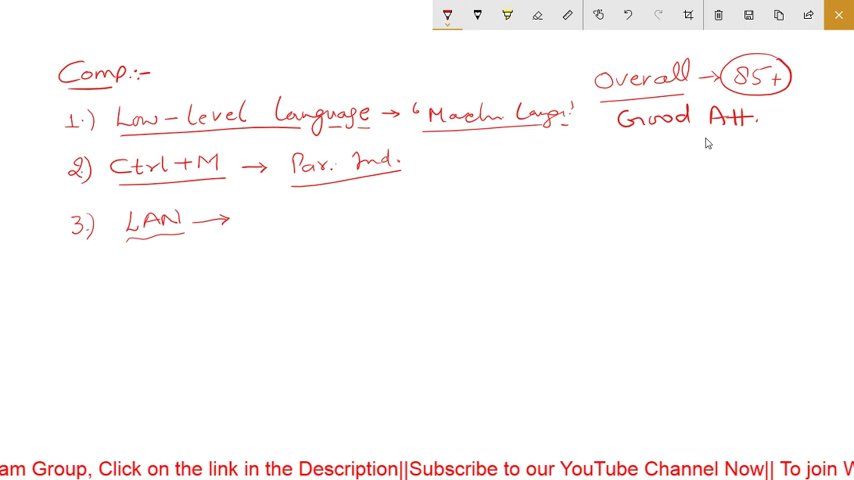 Comp.:-
1.) Low-level language → "Machn Langu."
2.) Ctrl+M → Par. Ind.
3.) LAN →
Overall → 85+
Good Att.
am Group, Click on the link in the Description||Subscribe to our YouTube Channel Now|| To join W